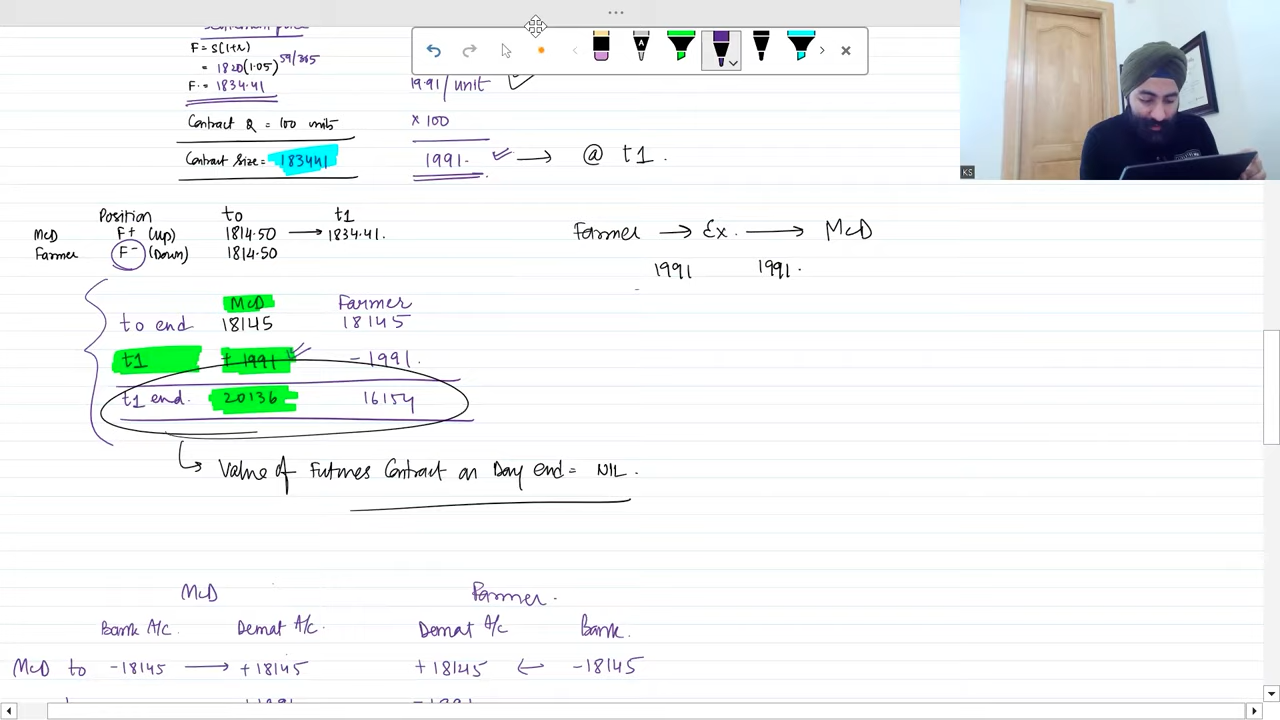 F = S(1+r)
= 1820(1.05)^59/365
F = 1834.41
Contract Q = 100 units
Contract Size = 183441
19.91/unit
× 100
1991. → @ t1.
Position t0 t1
McD F+ (Up) 1814.50 → 1834.41.
Farmer F- (Down) 1814.50
Farmer → Ex. → McD
1991 1991.
McD Farmer
t0 end 18145 18145
t1 + 1991 - 1991.
t1 end. 20136 16154
↳ Value of Futures Contract on Day end = NIL.
McD Farmer.
Bank A/c. Demat A/c. Demat A/c Bank.
McD t0 -18145 → +18145 +18145 ← -18145
KS